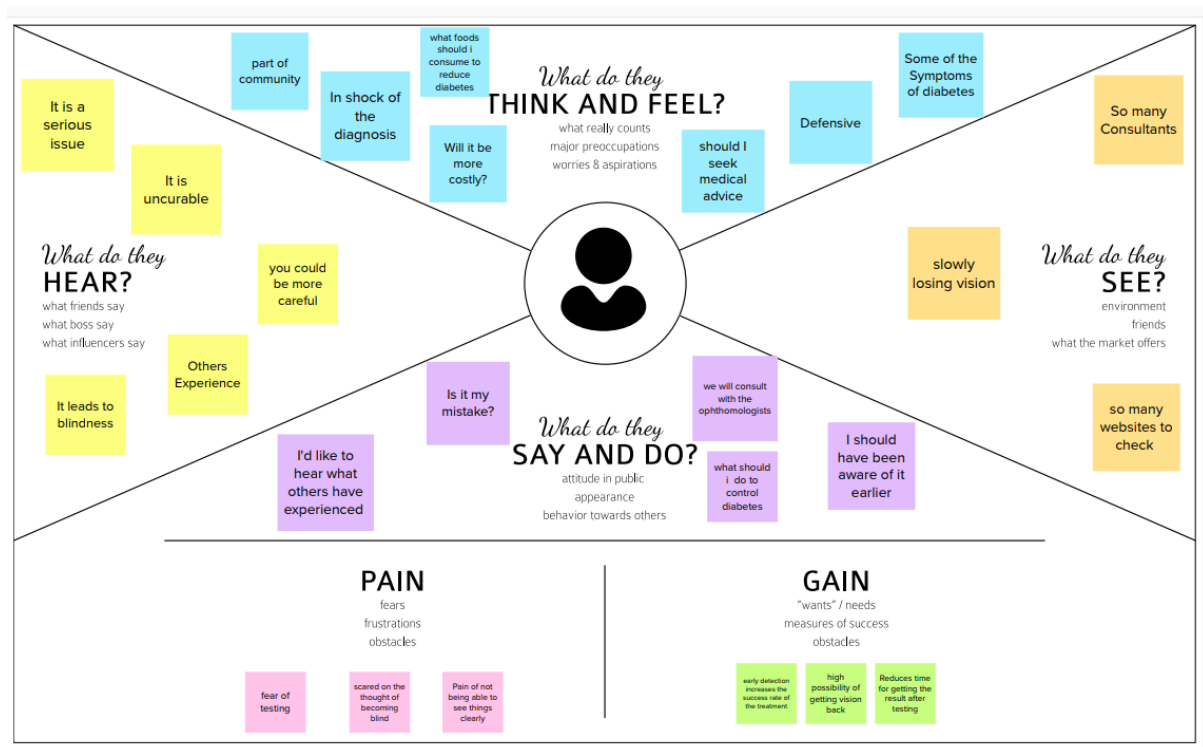 part of
community
In shock of
the
diagnosis
what foods
should i
consume to
reduce
diabetes
Will it be
more
costly?
What do they
THINK AND FEEL?
what really counts
major preoccupations
worries & aspirations
should I
seek
medical
advice
Defensive
Some of the
Symptoms
of diabetes
It is a
serious
issue
It is
uncurable
What do they
HEAR?
what friends say
what boss say
what influencers say
you could
be more
careful
Others
Experience
It leads to
blindness
So many
Consultants
slowly
losing vision
What do they
SEE?
environment
friends
what the market offers
so many
websites to
check
Is it my
mistake?
I'd like to
hear what
others have
experienced
What do they
SAY AND DO?
attitude in public
appearance
behavior towards others
we will consult
with the
ophthomologists
what should
i do to
control
diabetes
I should
have been
aware of it
earlier
PAIN
fears
frustrations
obstacles
fear of
testing
scared on the
thought of
becoming
blind
Pain of not
being able to
see things
clearly
GAIN
"wants" / needs
measures of success
obstacles
early detection
increases the
success rate of
the treatment
high
possibility of
getting vision
back
Reduces time
for getting the
result after
testing